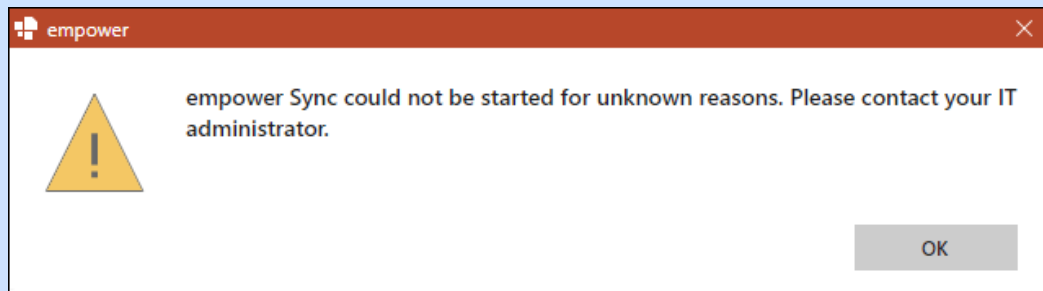 empower
empower Sync could not be started for unknown reasons. Please contact your IT
administrator.
OK